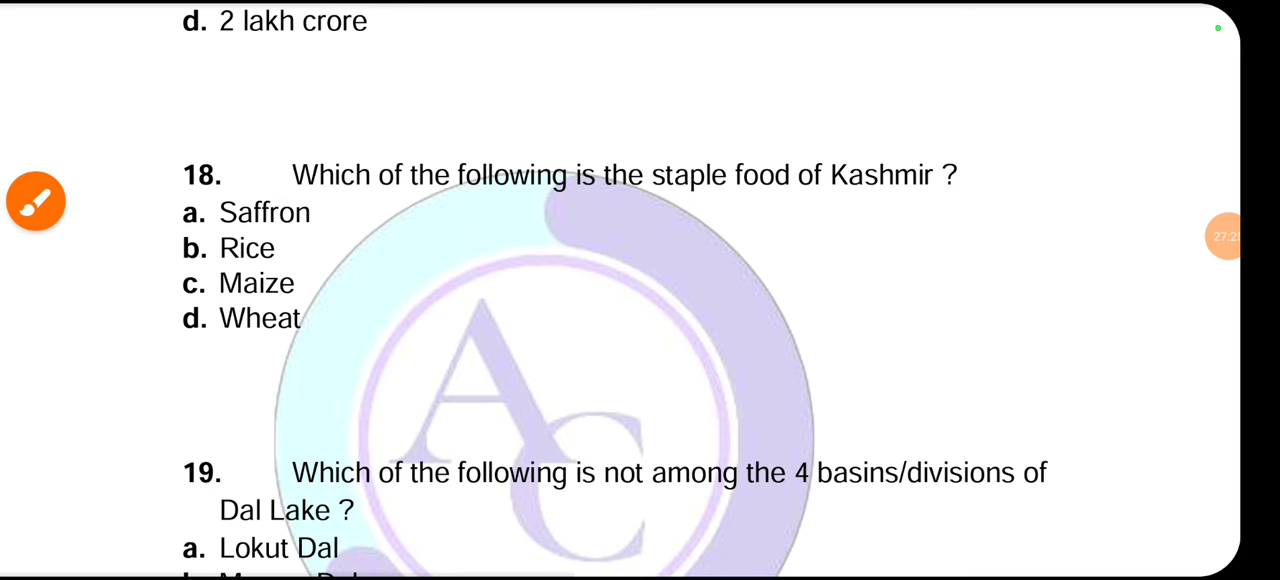 d. 2 lakh crore
18. Which of the following is the staple food of Kashmir ?
a. Saffron
b. Rice
c. Maize
d. Wheat
AC
19. Which of the following is not among the 4 basins/divisions of
Dal Lake ?
a. Lokut Dal